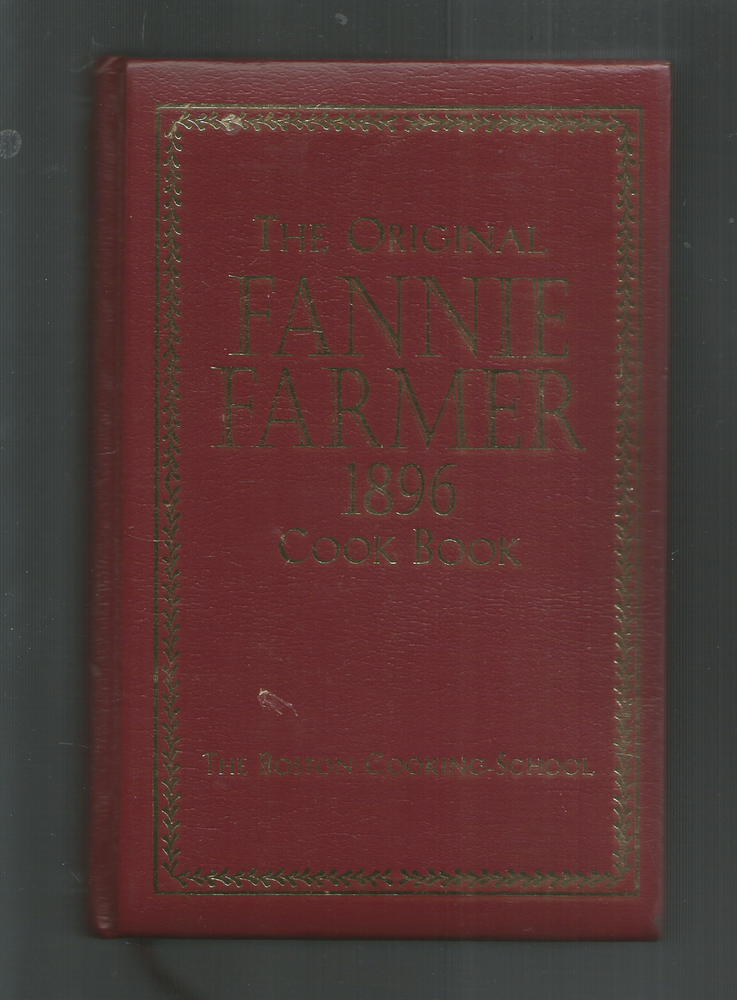 The Original
FANNIE
FARMER
1896
Cook Book
The Boston Cooking-School